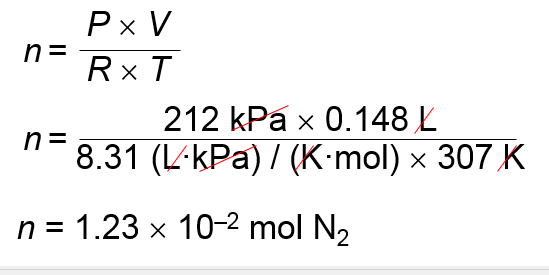 n = P × V / R × T
n = 212 kPa × 0.148 L / 8.31 (L·kPa) / (K·mol) × 307 K
n = 1.23 × 10⁻² mol N₂